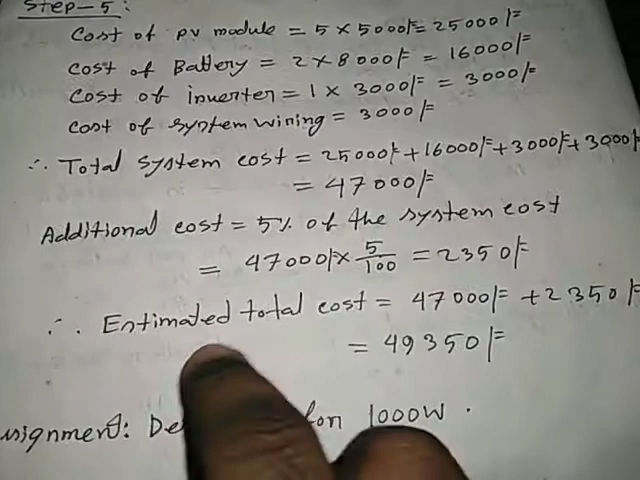 Step-5:
Cost of pv module = 5 × 5000/= = 25000/=
Cost of Battery = 2 × 8000/= = 16000/=
Cost of inverter = 1 × 3000/= = 3000/=
Cost of system wiring = 3000/=
∴ Total system cost = 25000/= + 16000/= + 3000/= + 3000/=
= 47000/=
Additional cost = 5% of the system cost
= 47000/= × 5/100 = 2350/=
∴ Estimated total cost = 47000/= + 2350/=
= 49350/=
signment: De for 1000W.